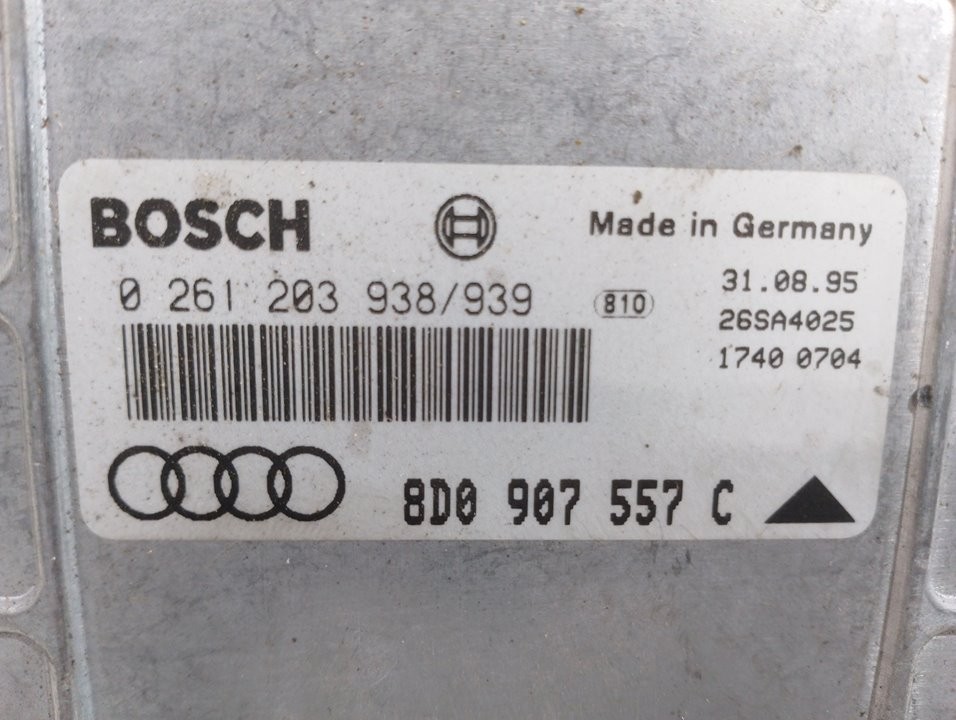 BOSCH
Made in Germany
0 261 203 938/939
810
31.08.95
26SA4025
1740 0704
8D0 907 557 C